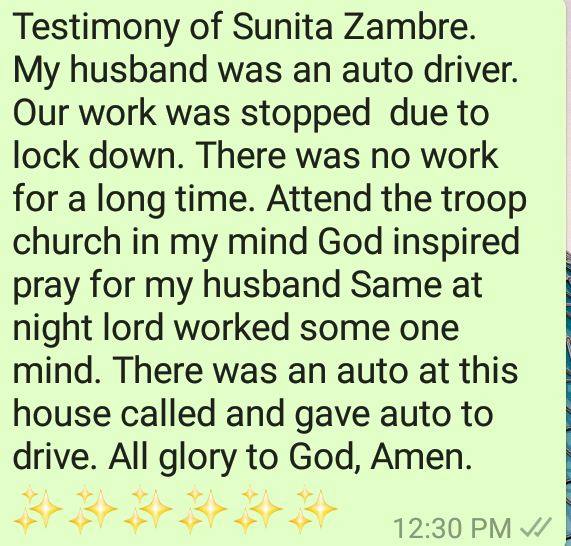 Testimony of Sunita Zambre.
My husband was an auto driver.
Our work was stopped  due to
lock down. There was no work
for a long time. Attend the troop
church in my mind God inspired
pray for my husband Same at
night lord worked some one
mind. There was an auto at this
house called and gave auto to
drive. All glory to God, Amen.
✨✨✨✨✨✨
12:30 PM